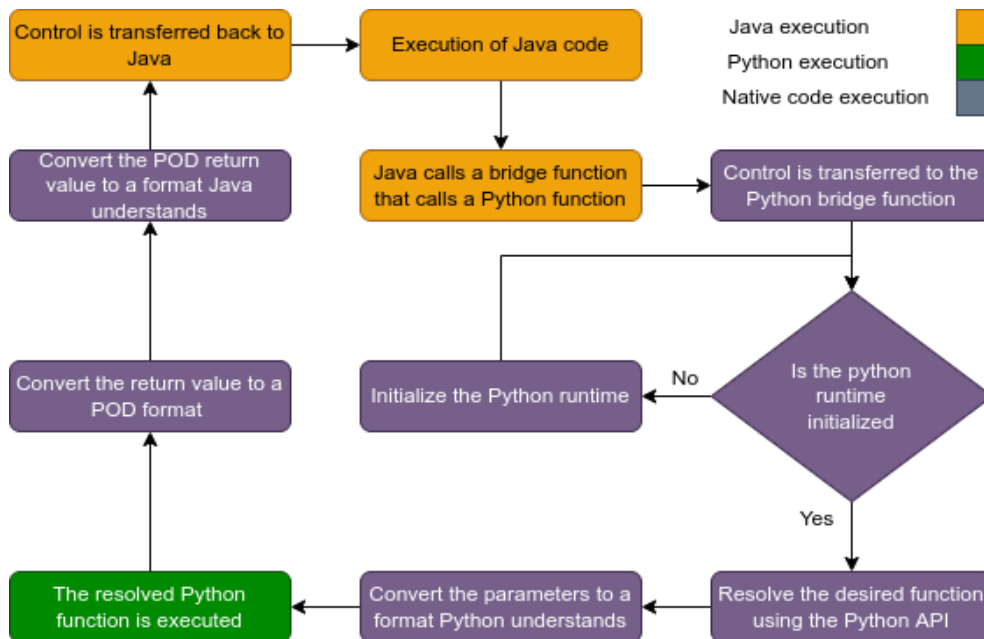 Control is transferred back to
Java
Execution of Java code
Java execution
Python execution
Native code execution
Convert the POD return
value to a format Java
understands
Java calls a bridge function
that calls a Python function
Control is transferred to the
Python bridge function
Convert the return value to a
POD format
Initialize the Python runtime
No
Is the python
runtime
initialized
Yes
The resolved Python
function is executed
Convert the parameters to a
format Python understands
Resolve the desired function
using the Python API